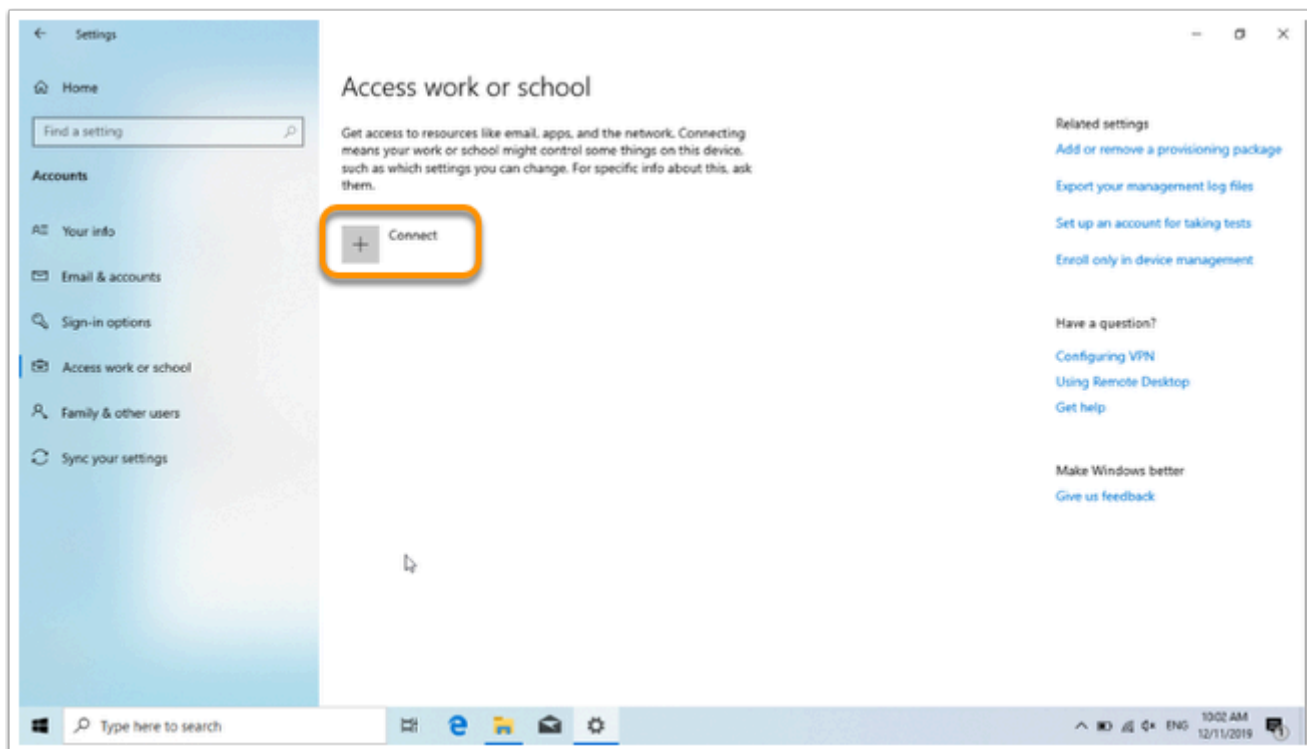 Settings
Home
Find a setting
Accounts
Your info
Email & accounts
Sign-in options
Access work or school
Family & other users
Sync your settings
Access work or school
Get access to resources like email, apps, and the network. Connecting
means your work or school might control some things on this device,
such as which settings you can change. For specific info about this, ask
them.
Connect
Related settings
Add or remove a provisioning package
Export your management log files
Set up an account for taking tests
Enroll only in device management
Have a question?
Configuring VPN
Using Remote Desktop
Get help
Make Windows better
Give us feedback
Type here to search
ENG
10:02 AM
12/11/2019
1